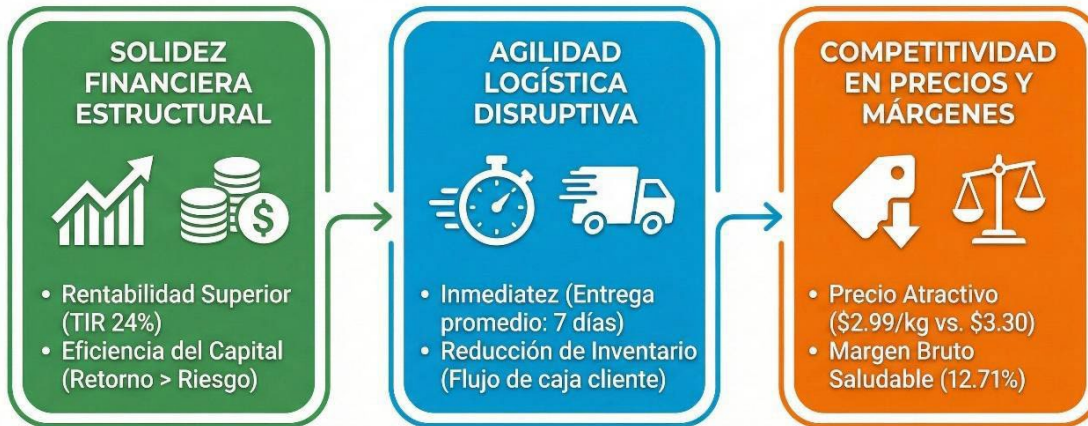 SOLIDEZ
FINANCIERA
ESTRUCTURAL
$
• Rentabilidad Superior
(TIR 24%)
• Eficiencia del Capital
(Retorno > Riesgo)
AGILIDAD
LOGÍSTICA
DISRUPTIVA
• Inmediatez (Entrega
promedio: 7 días)
• Reducción de Inventario
(Flujo de caja cliente)
COMPETITIVIDAD
EN PRECIOS Y
MÁRGENES
• Precio Atractivo
($2.99/kg vs. $3.30)
• Margen Bruto
Saludable (12.71%)